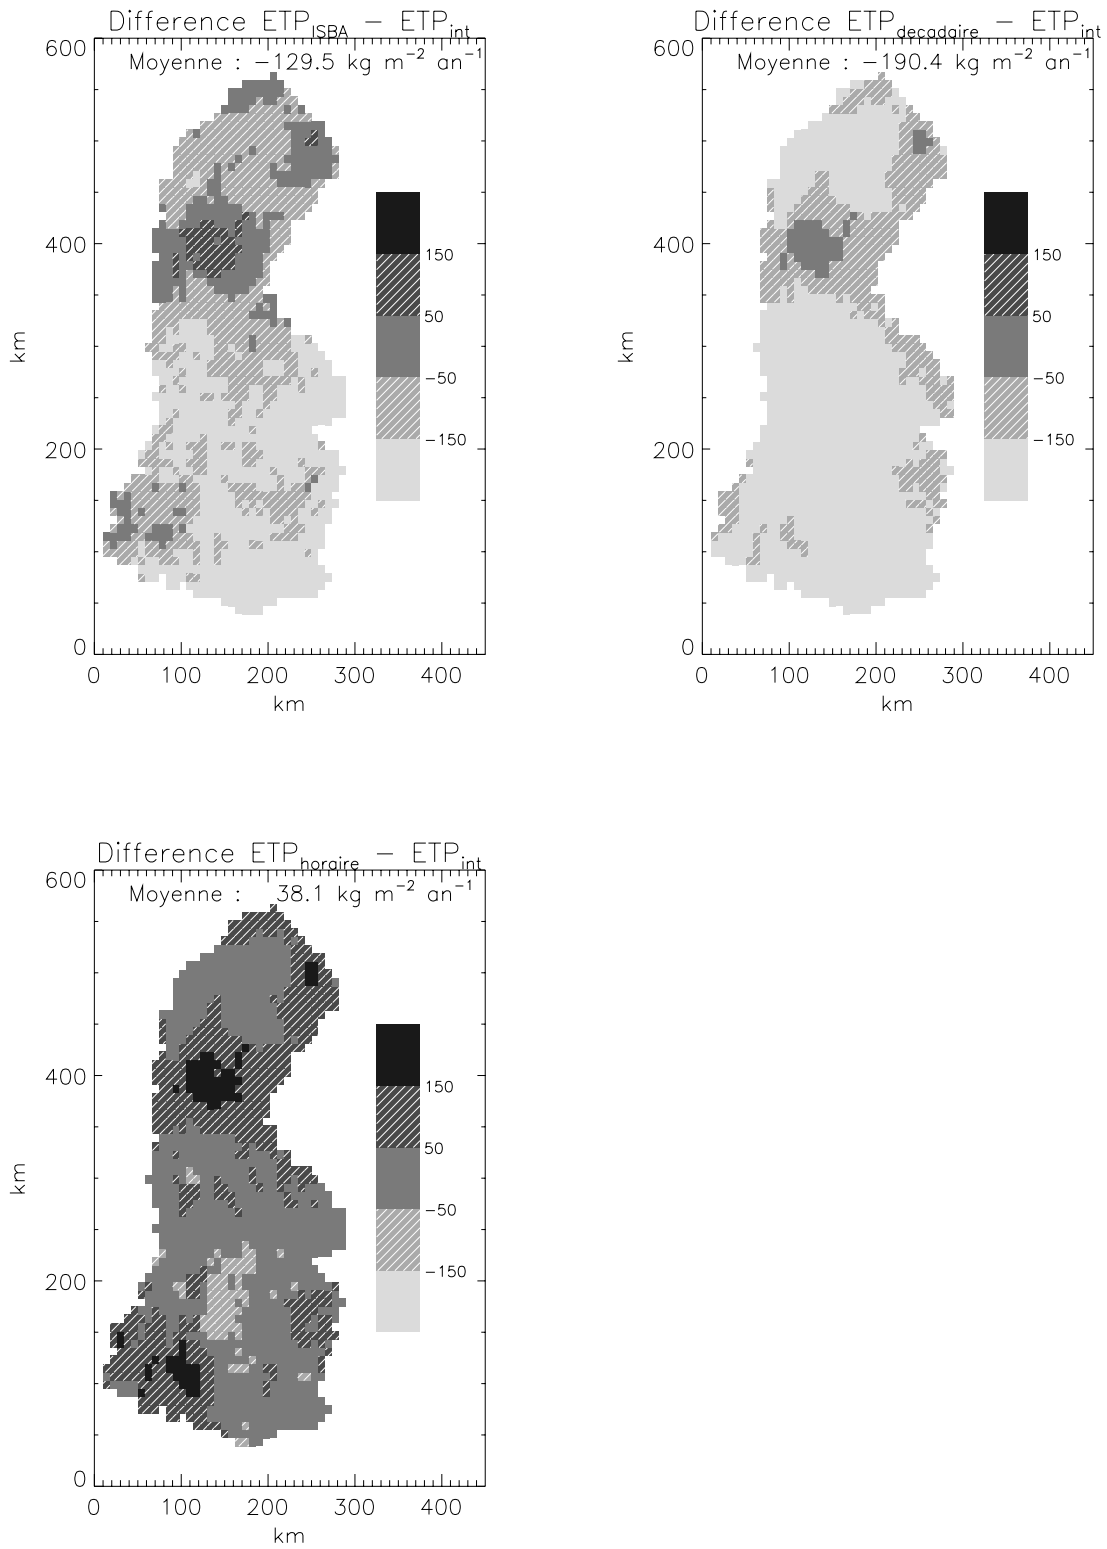 Difference ETP_ISBA − ETP_int
Moyenne : −129.5 kg m⁻² an⁻¹
600
400
200
0
km
150
50
−50
−150
0 100 200 300 400
km
Difference ETP_decadaire − ETP_int
Moyenne : −190.4 kg m⁻² an⁻¹
600
400
200
0
km
150
50
−50
−150
0 100 200 300 400
km
Difference ETP_horaire − ETP_int
Moyenne : 38.1 kg m⁻² an⁻¹
600
400
200
0
km
150
50
−50
−150
0 100 200 300 400
km